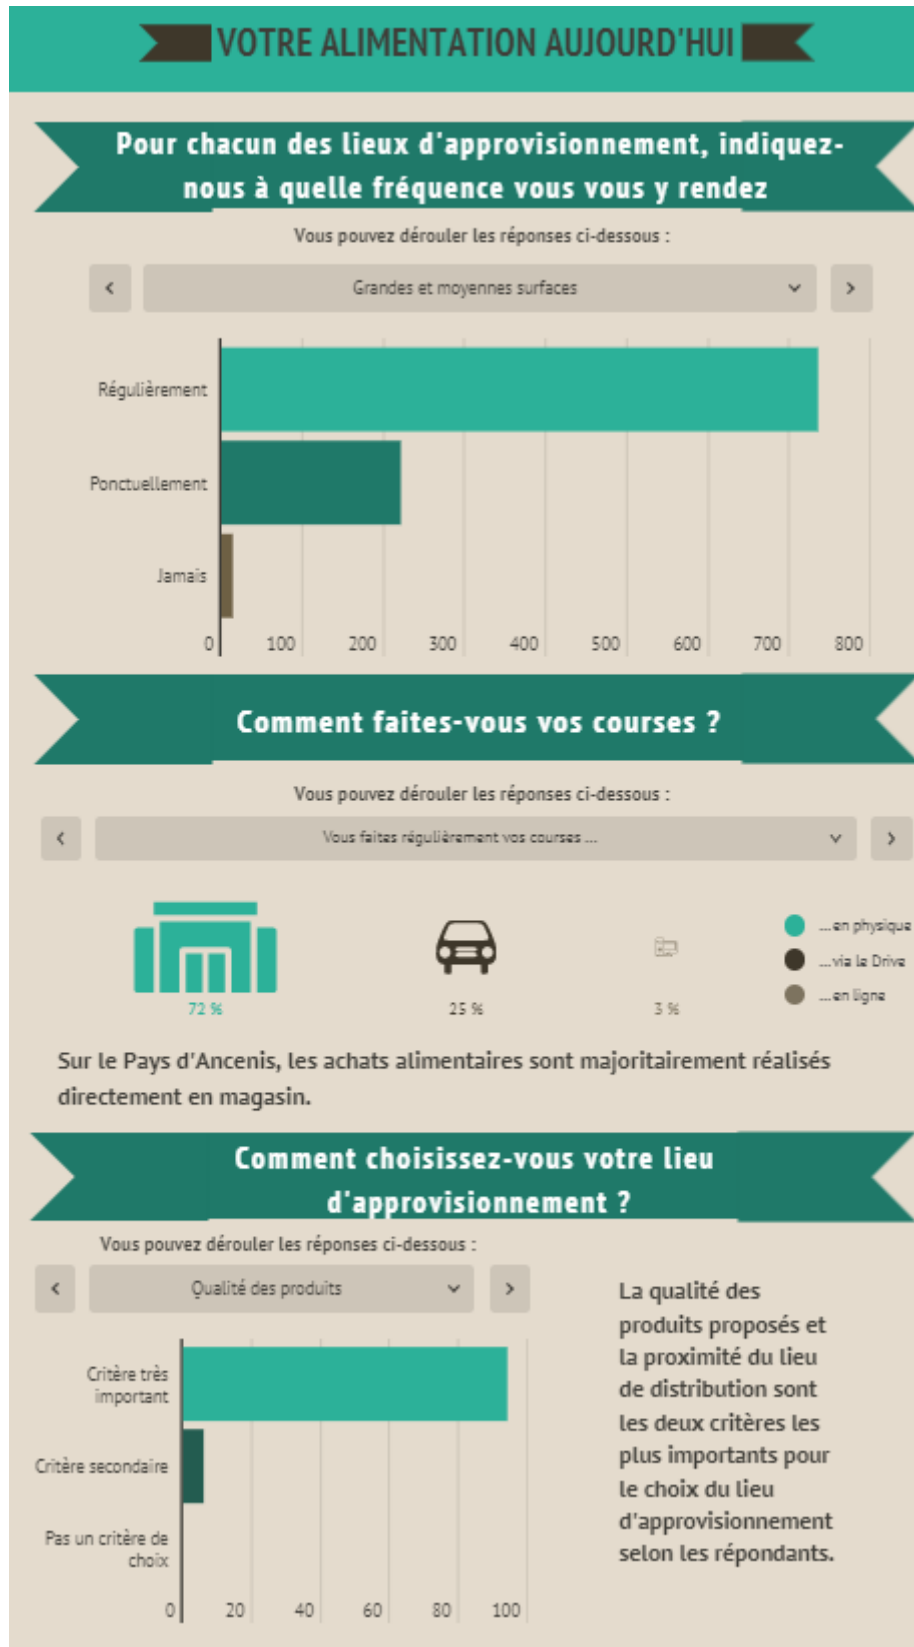 VOTRE ALIMENTATION AUJOURD'HUI
Pour chacun des lieux d'approvisionnement, indiquez-
nous à quelle fréquence vous vous y rendez
Vous pouvez dérouler les réponses ci-dessous :
Grandes et moyennes surfaces
Régulièrement
Ponctuellement
Jamais
0 100 200 300 400 500 600 700 800
Comment faites-vous vos courses ?
Vous pouvez dérouler les réponses ci-dessous :
Vous faites régulièrement vos courses ...
...en physique
...via le Drive
...en ligne
72 % 25 % 3 %
Sur le Pays d'Ancenis, les achats alimentaires sont majoritairement réalisés
directement en magasin.
Comment choisissez-vous votre lieu
d'approvisionnement ?
Vous pouvez dérouler les réponses ci-dessous :
Qualité des produits
Critère très
important
Critère secondaire
Pas un critère de
choix
0 20 40 60 80 100
La qualité des
produits proposés et
la proximité du lieu
de distribution sont
les deux critères les
plus importants pour
le choix du lieu
d'approvisionnement
selon les répondants.